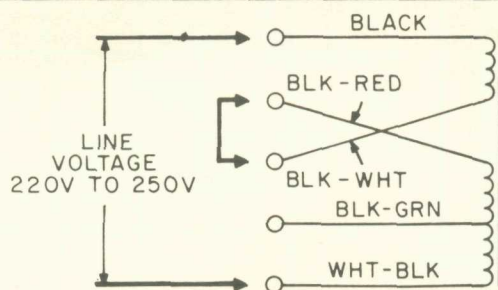 BLACK
BLK-RED
LINE
VOLTAGE
220V TO 250V
BLK-WHT
BLK-GRN
WHT-BLK